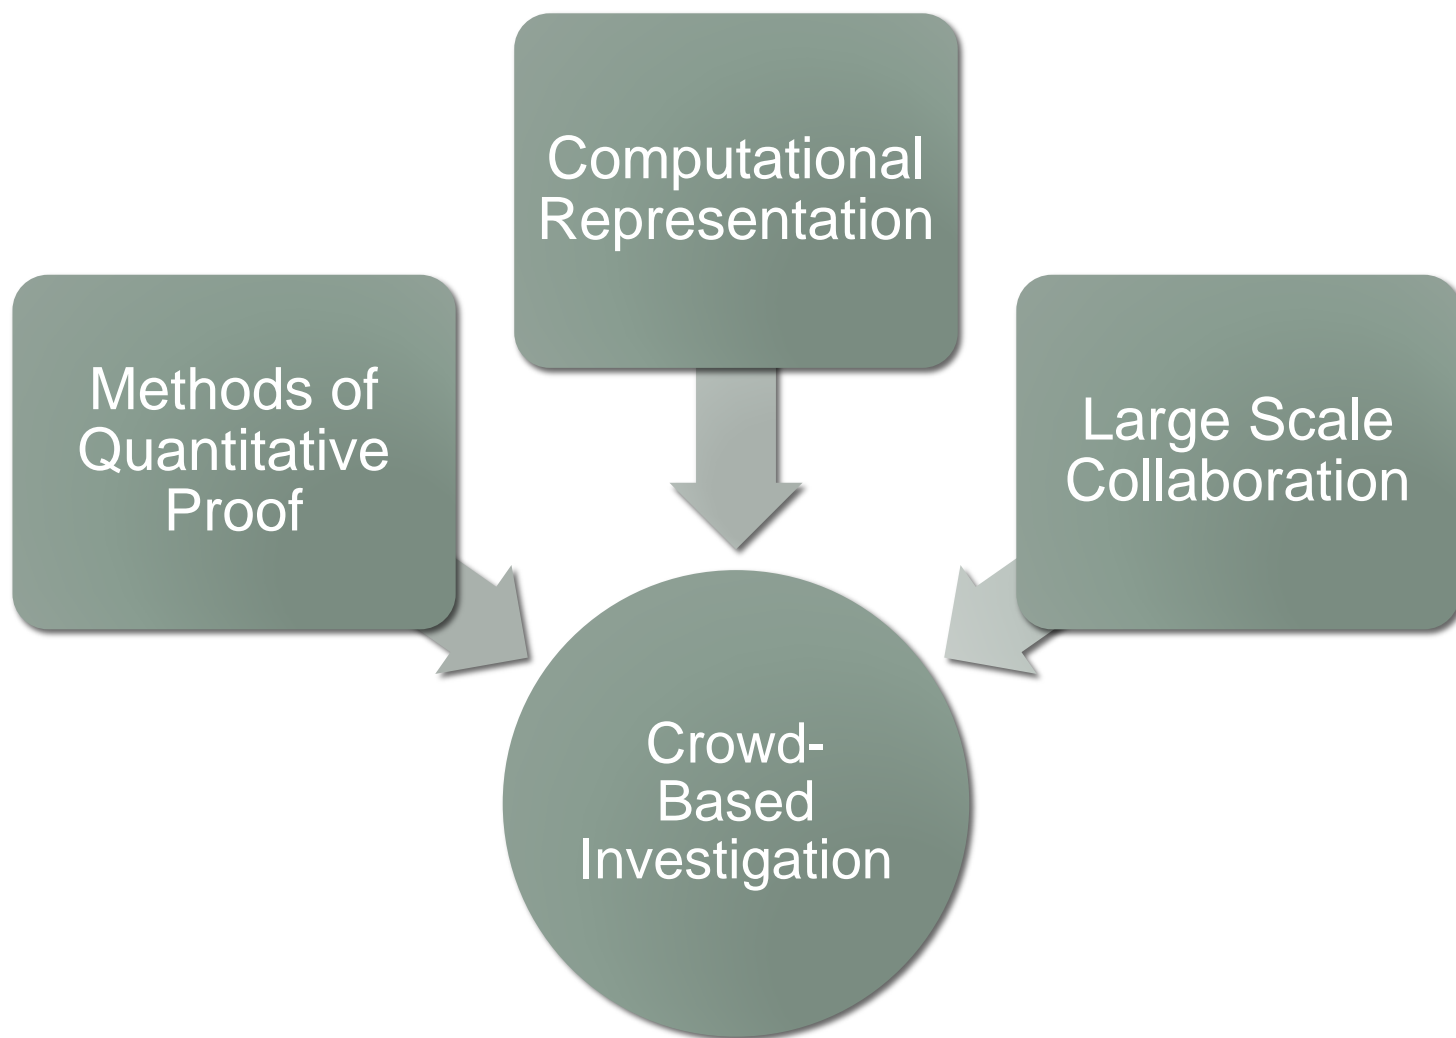 Computational
Representation
Methods of
Quantitative
Proof
Large Scale
Collaboration
Crowd-
Based
Investigation